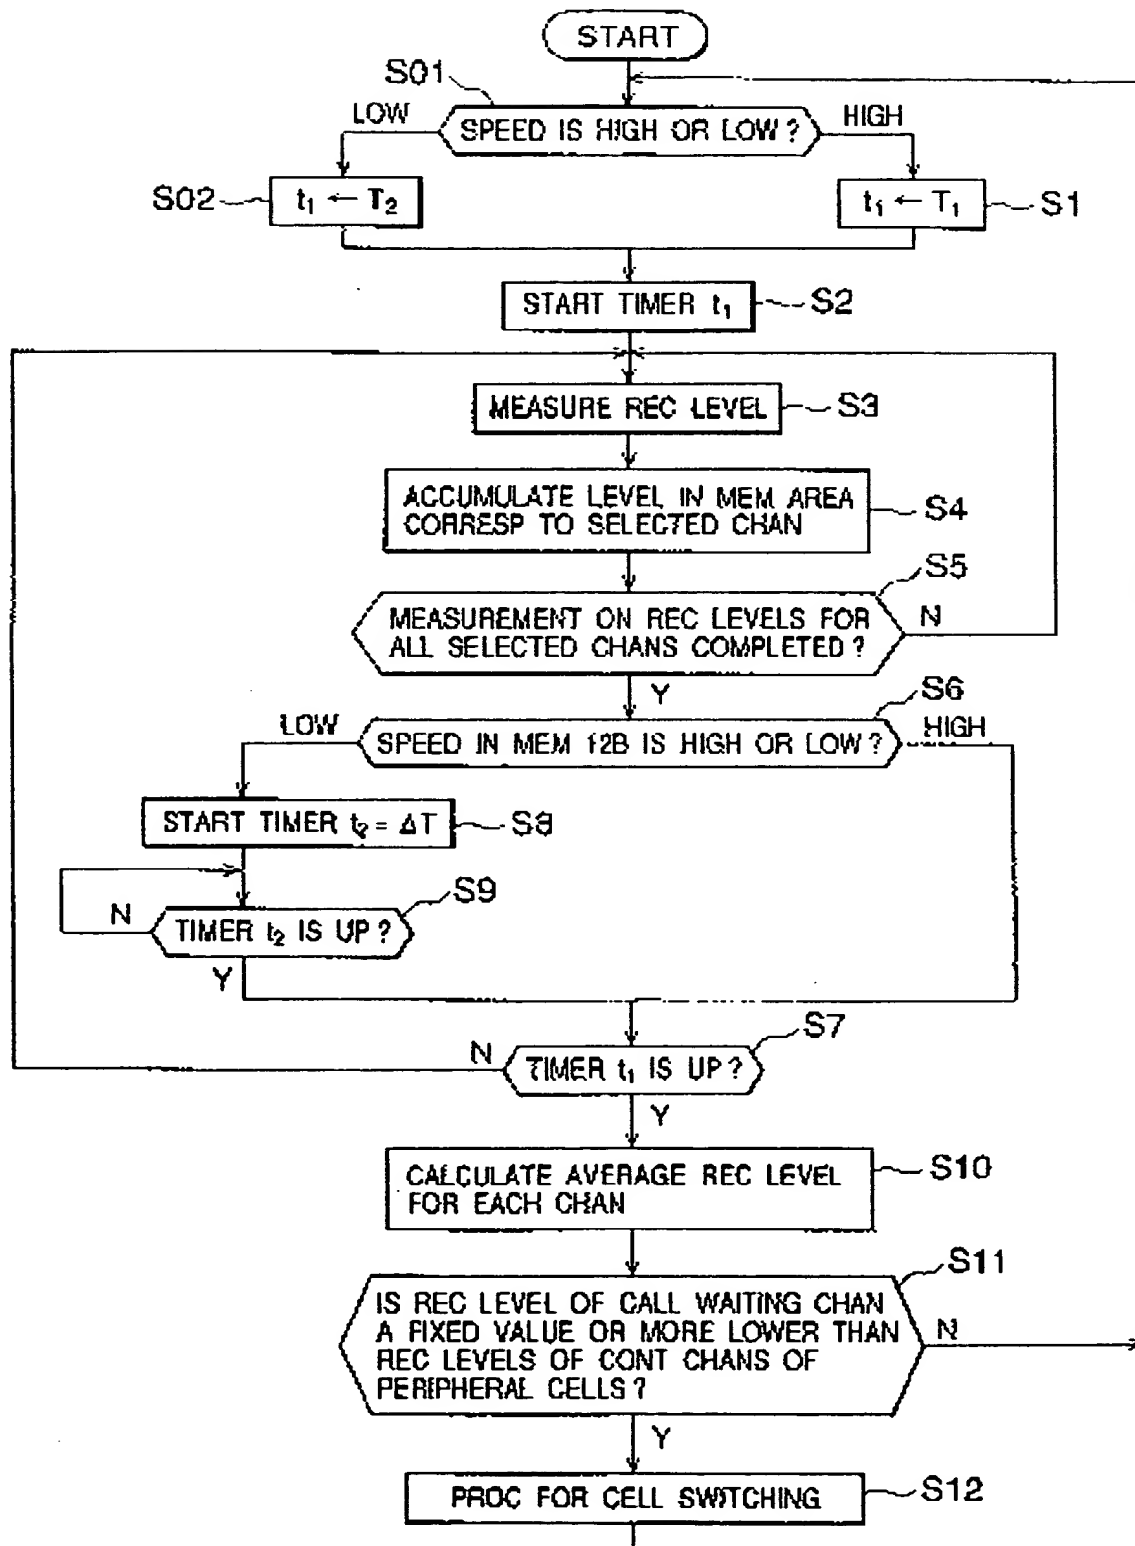 START
S01
LOW
SPEED IS HIGH OR LOW?
HIGH
S02
t₁ ← T₂
t₁ ← T₁
S1
START TIMER t₁
S2
MEASURE REC LEVEL
S3
ACCUMULATE LEVEL IN MEM AREA
CORRESP TO SELECTED CHAN
S4
S5
MEASUREMENT ON REC LEVELS FOR
ALL SELECTED CHANS COMPLETED?
N
Y
S6
LOW
SPEED IN MEM 12B IS HIGH OR LOW?
HIGH
START TIMER t₂ = ΔT
S8
S9
N
TIMER t₂ IS UP?
Y
S7
N
TIMER t₁ IS UP?
Y
CALCULATE AVERAGE REC LEVEL
FOR EACH CHAN
S10
S11
IS REC LEVEL OF CALL WAITING CHAN
A FIXED VALUE OR MORE LOWER THAN
REC LEVELS OF CONT CHANS OF
PERIPHERAL CELLS?
N
Y
PROC FOR CELL SWITCHING
S12